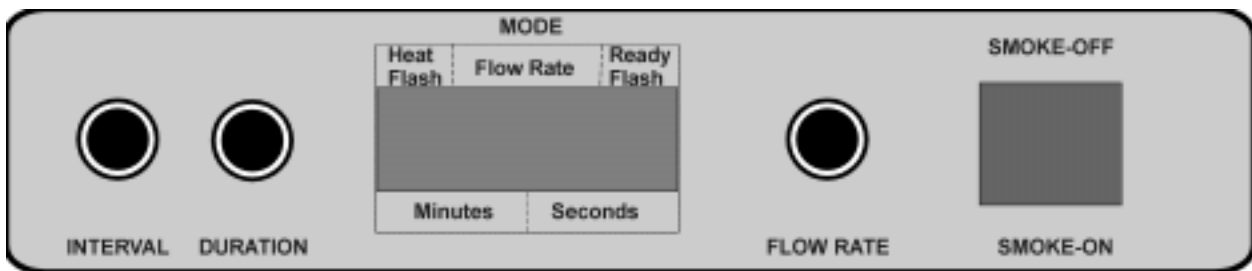 MODE
Heat
Flash
Flow Rate
Ready
Flash
Minutes
Seconds
INTERVAL
DURATION
FLOW RATE
SMOKE-OFF
SMOKE-ON